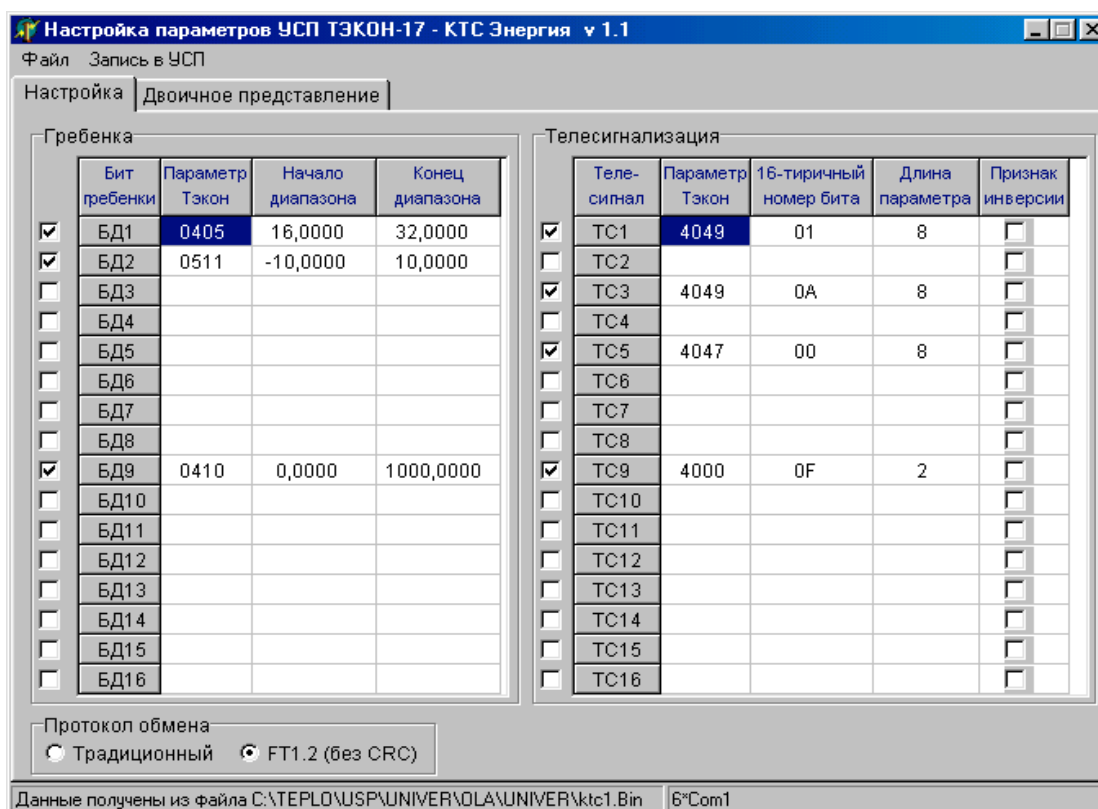 Настройка параметров УСП ТЭКОН-17 - КТС Энергия v 1.1
Файл Запись в УСП
Настройка Двоичное представление
Гребенка
Бит гребенки Параметр Тэкон Начало диапазона Конец диапазона
БД1 0405 16,0000 32,0000
БД2 0511 -10,0000 10,0000
БД3
БД4
БД5
БД6
БД7
БД8
БД9 0410 0,0000 1000,0000
БД10
БД11
БД12
БД13
БД14
БД15
БД16
Телесигнализация
Теле-сигнал Параметр Тэкон 16-тиричный номер бита Длина параметра Признак инверсии
ТС1 4049 01 8
ТС2
ТС3 4049 0A 8
ТС4
ТС5 4047 00 8
ТС6
ТС7
ТС8
ТС9 4000 0F 2
ТС10
ТС11
ТС12
ТС13
ТС14
ТС15
ТС16
Протокол обмена
Традиционный FT1.2 (без CRC)
Данные получены из файла C:\TEPLO\USP\UNIVER\OLA\UNIVER\ktc1.Bin 6*Com1